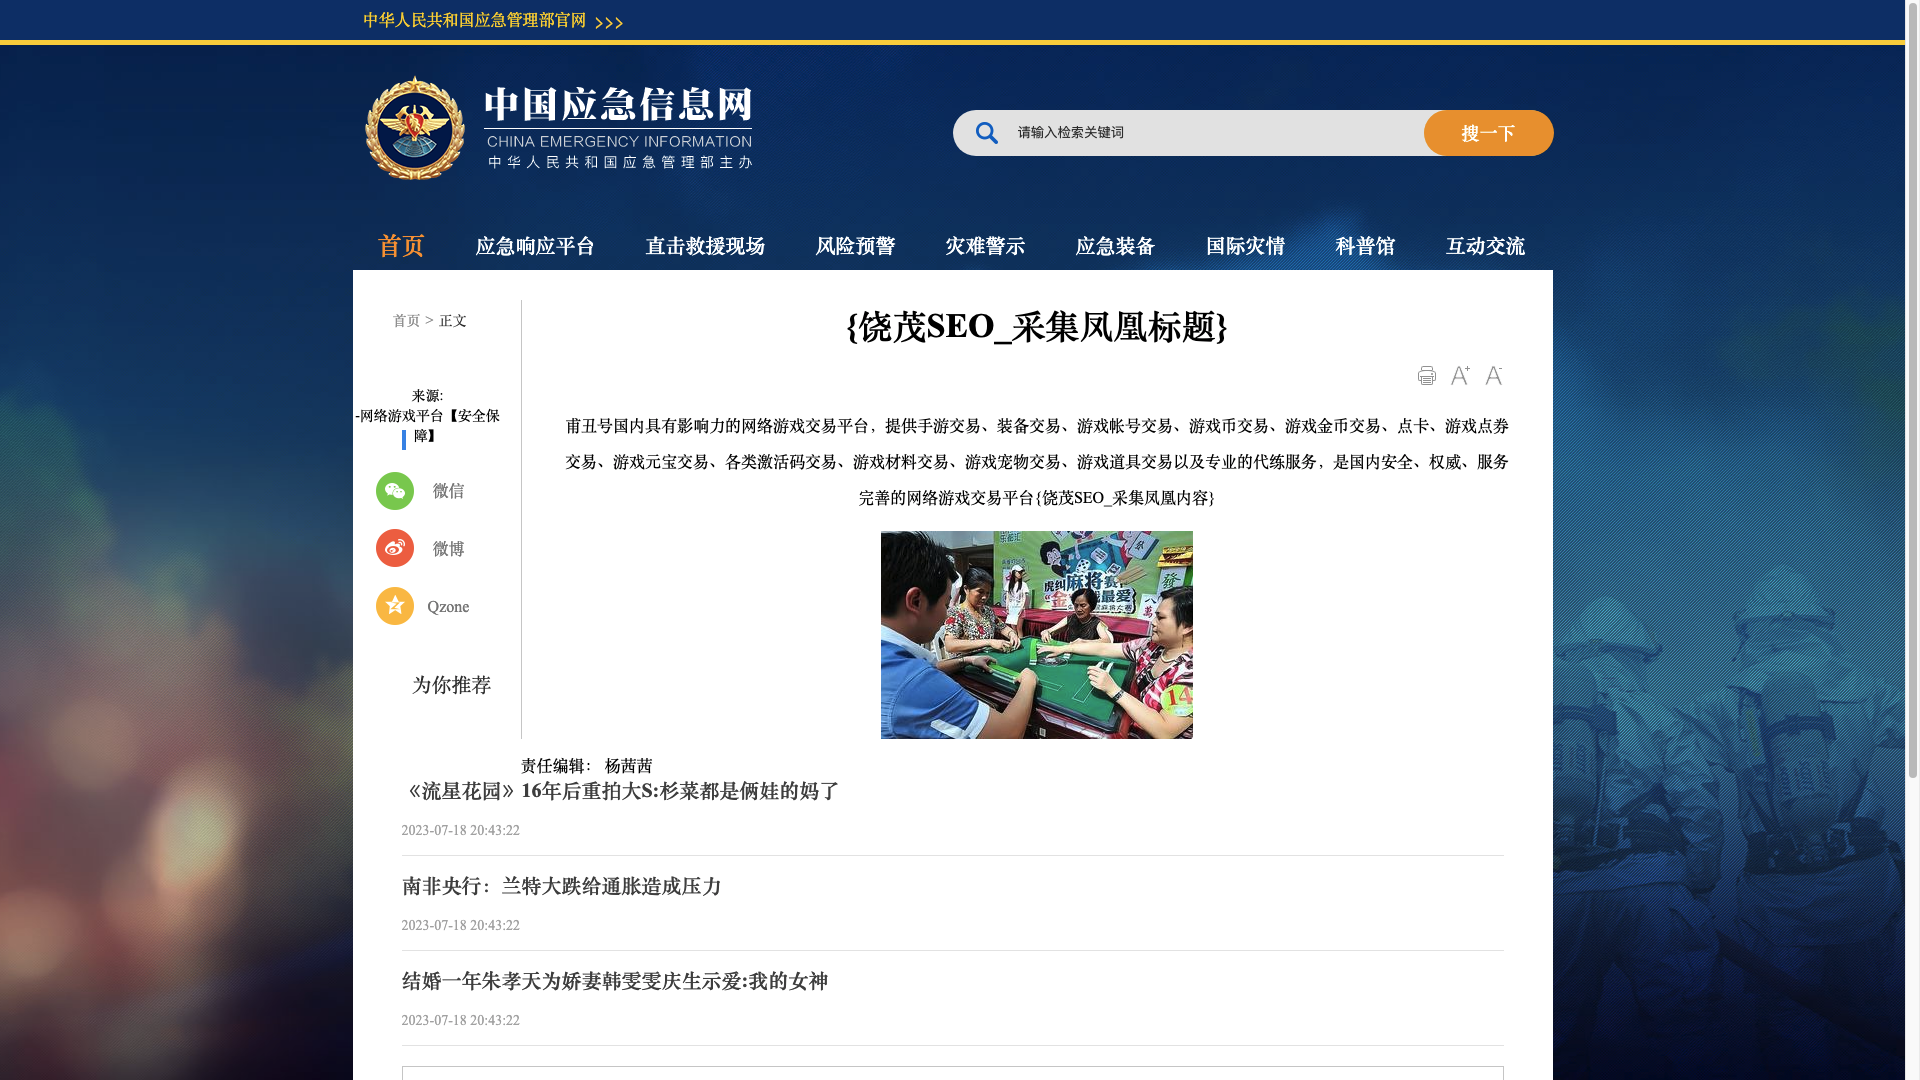 中华人民共和国应急管理部官网 >>>
中国应急信息网
CHINA EMERGENCY INFORMATION
中华人民共和国应急管理部主办
请输入检索关键词
搜一下
首页
应急响应平台
直击救援现场
风险预警
灾难警示
应急装备
国际灾情
科普馆
互动交流
首页 > 正文
{饶茂SEO_采集凤凰标题}
A+ A-
来源:
-网络游戏平台【安全保
障】
微信
微博
Qzone
为你推荐
甫丑号国内具有影响力的网络游戏交易平台，提供手游交易、装备交易、游戏帐号交易、游戏币交易、游戏金币交易、点卡、游戏点券
交易、游戏元宝交易、各类激活码交易、游戏材料交易、游戏宠物交易、游戏道具交易以及专业的代练服务，是国内安全、权威、服务
完善的网络游戏交易平台{饶茂SEO_采集凤凰内容}
乐都汇
虎纠麻将赛
最爱
發
萬
14
责任编辑： 杨茜茜
《流星花园》16年后重拍大S:杉菜都是俩娃的妈了
2023-07-18 20:43:22
南非央行：兰特大跌给通胀造成压力
2023-07-18 20:43:22
结婚一年朱孝天为娇妻韩雯雯庆生示爱:我的女神
2023-07-18 20:43:22